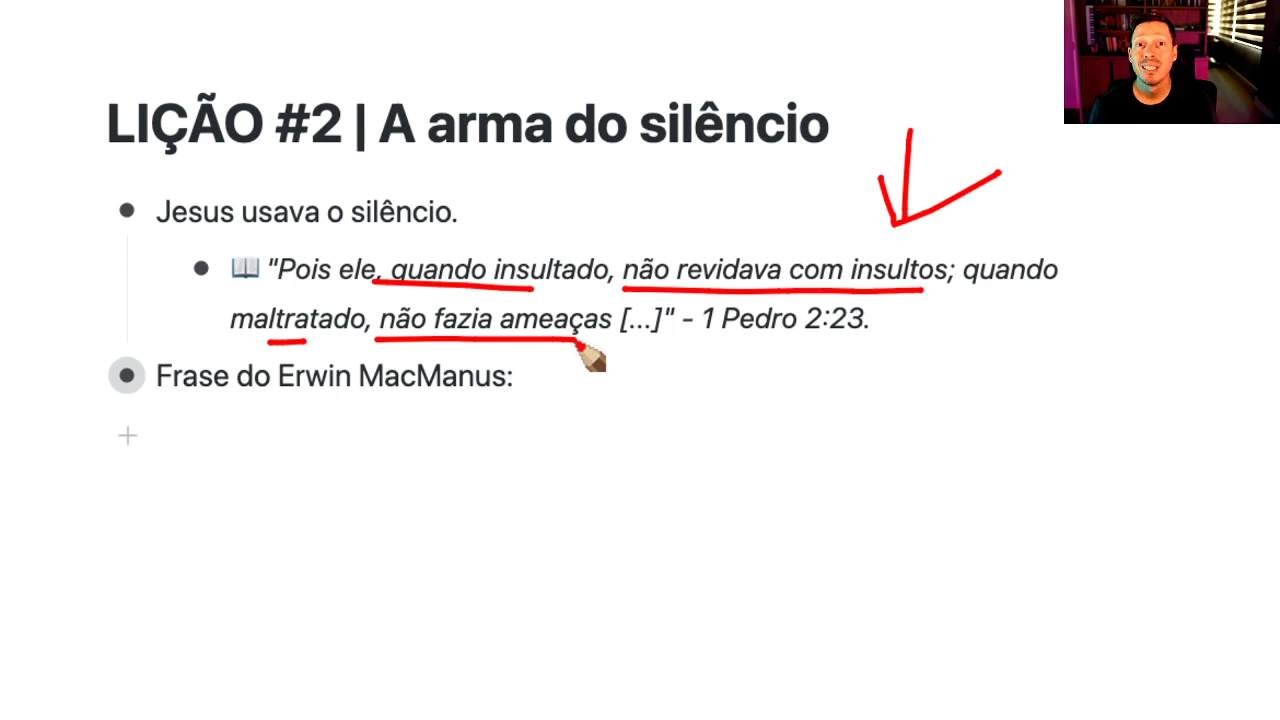 LIÇÃO #2 | A arma do silêncio
Jesus usava o silêncio.
📖 "Pois ele, quando insultado, não revidava com insultos; quando
maltratado, não fazia ameaças [...]" - 1 Pedro 2:23.
Frase do Erwin MacManus: